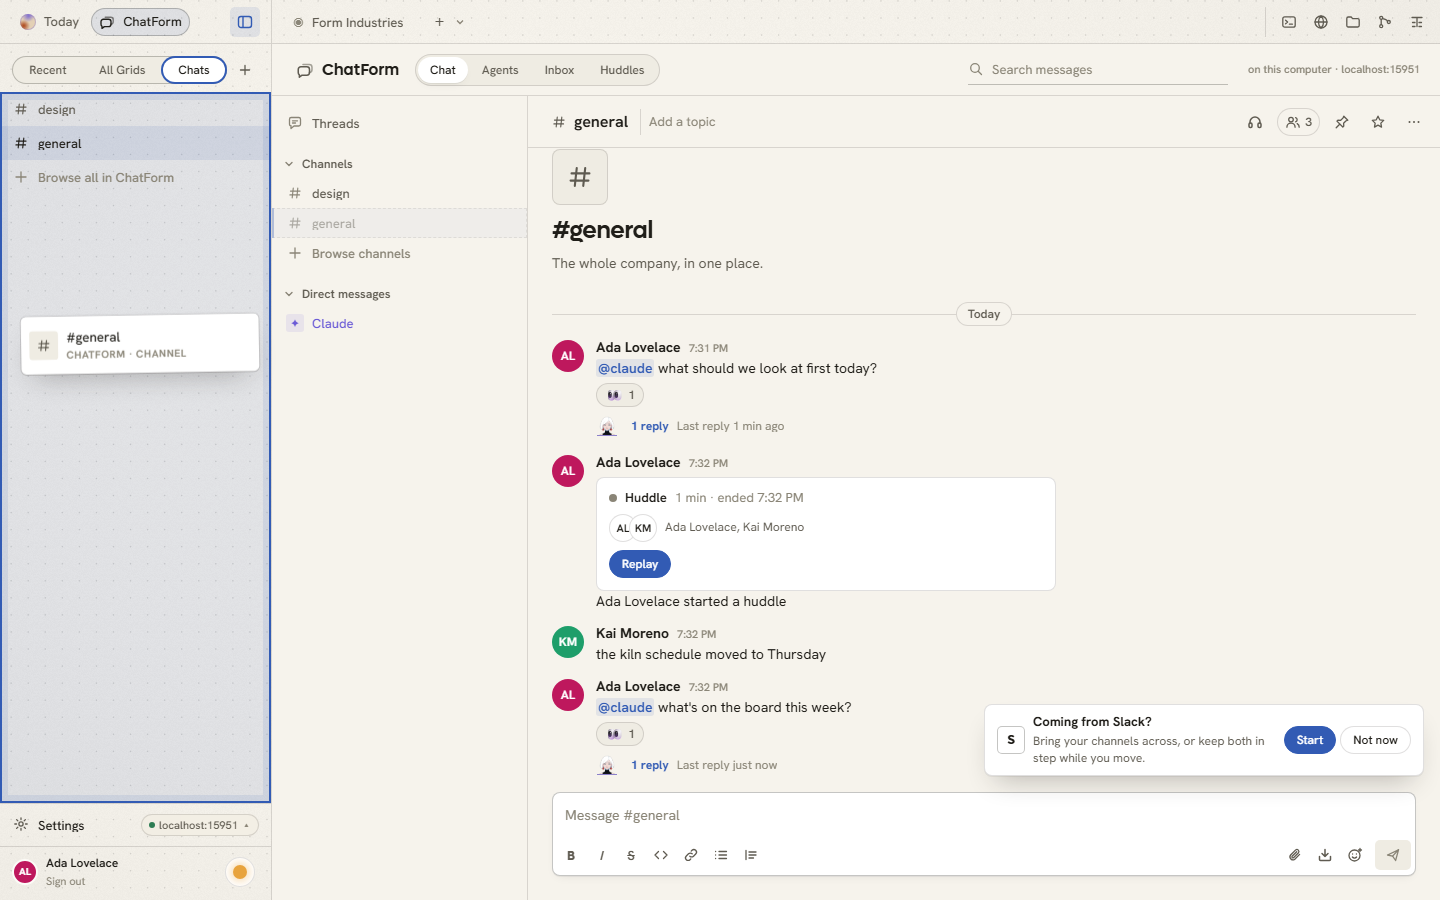 Today
ChatForm
Form Industries
Recent
All Grids
Chats
ChatForm
Chat
Agents
Inbox
Huddles
Search messages
on this computer · localhost:15951
# design
# general
Browse all in ChatForm
#
#general
CHATFORM · CHANNEL
Settings
localhost:15951
AL
Ada Lovelace
Sign out
Threads
Channels
# design
# general
Browse channels
Direct messages
Claude
# general
Add a topic
3
#
#general
The whole company, in one place.
Today
AL
Ada Lovelace 7:31 PM
@claude what should we look at first today?
1
1 reply Last reply 1 min ago
AL
Ada Lovelace 7:32 PM
Huddle 1 min · ended 7:32 PM
AL KM Ada Lovelace, Kai Moreno
Replay
Ada Lovelace started a huddle
KM
Kai Moreno 7:32 PM
the kiln schedule moved to Thursday
AL
Ada Lovelace 7:32 PM
@claude what's on the board this week?
1
1 reply Last reply just now
S
Coming from Slack?
Bring your channels across, or keep both in
step while you move.
Start
Not now
Message #general
B I S